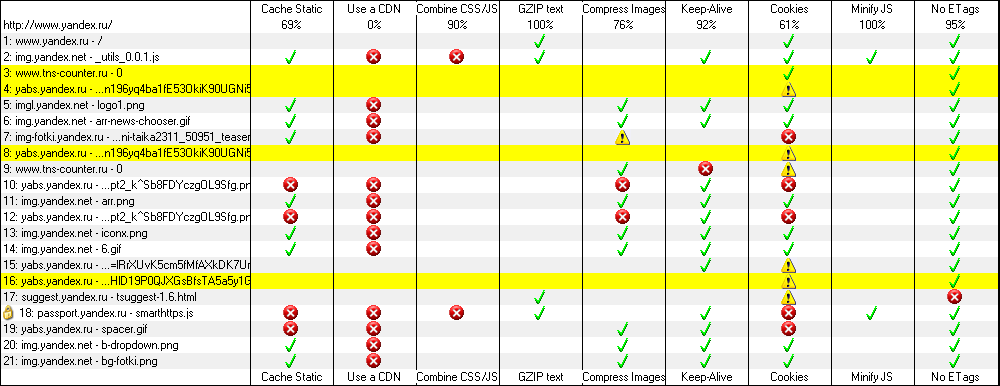 Cache Static Use a CDN Combine CSS/JS GZIP text Compress Images Keep-Alive Cookies Minify JS No ETags
http://www.yandex.ru/ 69% 0% 90% 100% 76% 92% 61% 100% 95%
1: www.yandex.ru - /
2: img.yandex.net - _utils_0.0.1.js
3: www.tns-counter.ru - 0
4: yabs.yandex.ru - ...n196yq4ba1fE53OkiK90UGNi5
5: imgl.yandex.net - logo1.png
6: img.yandex.net - arr-news-chooser.gif
7: img-fotki.yandex.ru - ...ni-taika2311_50951_teaser
8: yabs.yandex.ru - ...n196yq4ba1fE53OkiK90UGNi5
9: www.tns-counter.ru - 0
10: yabs.yandex.ru - ...pt2_k^Sb8FDYczgOL9Sfg.pr
11: img.yandex.net - arr.png
12: yabs.yandex.ru - ...pt2_k^Sb8FDYczgOL9Sfg.pr
13: img.yandex.net - iconx.png
14: img.yandex.net - 6.gif
15: yabs.yandex.ru - ...=lRrXUvK5cm5fMfAXkDK7Ur
16: yabs.yandex.ru - ...HlD19P0QJXGsBfsTA5a5y1G
17: suggest.yandex.ru - tsuggest-1.6.html
18: passport.yandex.ru - smarthttps.js
19: yabs.yandex.ru - spacer.gif
20: img.yandex.net - b-dropdown.png
21: img.yandex.net - bg-fotki.png
Cache Static Use a CDN Combine CSS/JS GZIP text Compress Images Keep-Alive Cookies Minify JS No ETags